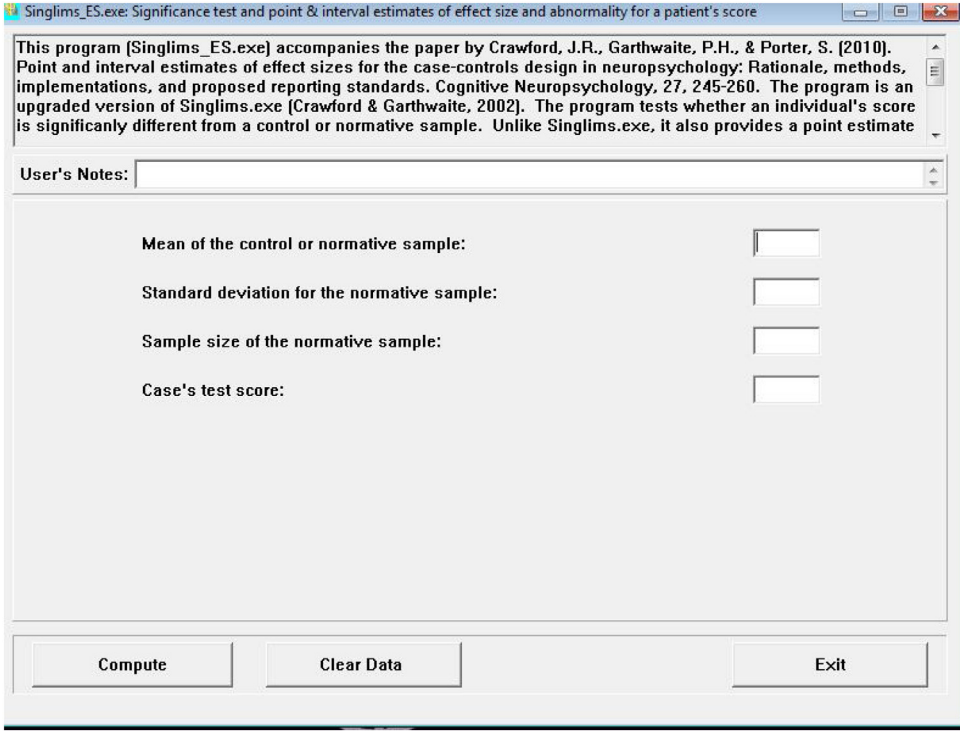 Singlims_ES.exe: Significance test and point & interval estimates of effect size and abnormality for a patient's score
This program (Singlims_ES.exe) accompanies the paper by Crawford, J.R., Garthwaite, P.H., & Porter, S. (2010).
Point and interval estimates of effect sizes for the case-controls design in neuropsychology: Rationale, methods,
implementations, and proposed reporting standards. Cognitive Neuropsychology, 27, 245-260. The program is an
upgraded version of Singlims.exe (Crawford & Garthwaite, 2002). The program tests whether an individual's score
is significanly different from a control or normative sample. Unlike Singlims.exe, it also provides a point estimate
User's Notes:
Mean of the control or normative sample:
Standard deviation for the normative sample:
Sample size of the normative sample:
Case's test score:
Compute
Clear Data
Exit